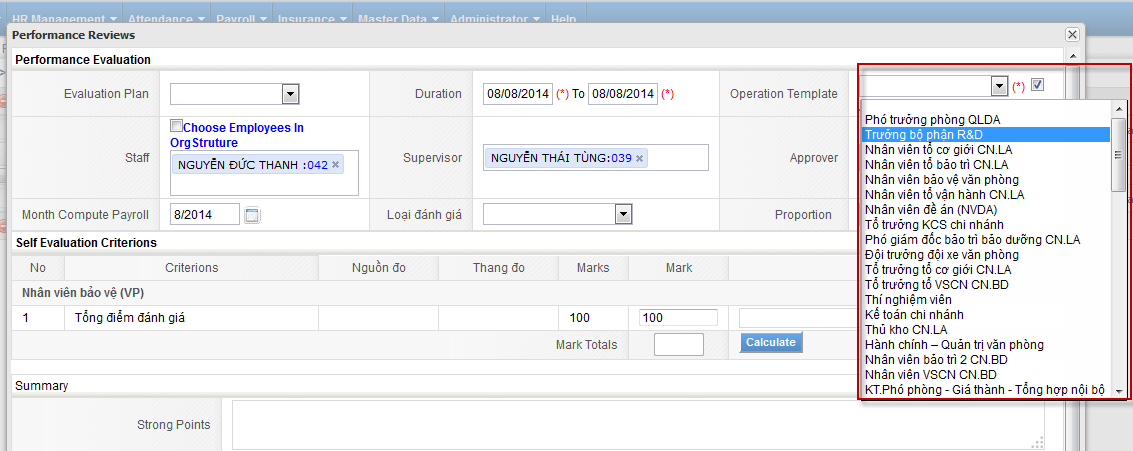 HR Management Attendance Payroll Insurance Master Data Administrator Help
Performance Reviews
Performance Evaluation
Evaluation Plan Duration 08/08/2014 (*) To 08/08/2014 (*) Operation Template (*)
Choose Employees In
OrgStruture
Staff NGUYỄN ĐỨC THANH :042 Supervisor NGUYỄN THÁI TÙNG:039 Approver
Month Compute Payroll 8/2014 Loại đánh giá Proportion
Phó trưởng phòng QLDA
Trưởng bộ phân R&D
Nhân viên tổ cơ giới CN.LA
Nhân viên tổ bảo trì CN.LA
Nhân viên bảo vệ văn phòng
Nhân viên tổ vận hành CN.LA
Nhân viên đề án (NVDA)
Tổ trưởng KCS chi nhánh
Phó giám đốc bảo trì bảo dưỡng CN.LA
Đội trưởng đội xe văn phòng
Tổ trưởng tổ cơ giới CN.LA
Tổ trưởng tổ VSCN CN.BD
Thí nghiệm viên
Kế toán chi nhánh
Thủ kho CN.LA
Hành chính – Quản trị văn phòng
Nhân viên bảo trì 2 CN.BD
Nhân viên VSCN CN.BD
KT.Phó phòng - Giá thành - Tổng hợp nội bộ
Self Evaluation Criterions
No Criterions Nguồn đo Thang đo Marks Mark
Nhân viên bảo vệ (VP)
1 Tổng điểm đánh giá 100 100
Mark Totals Calculate
Summary
Strong Points